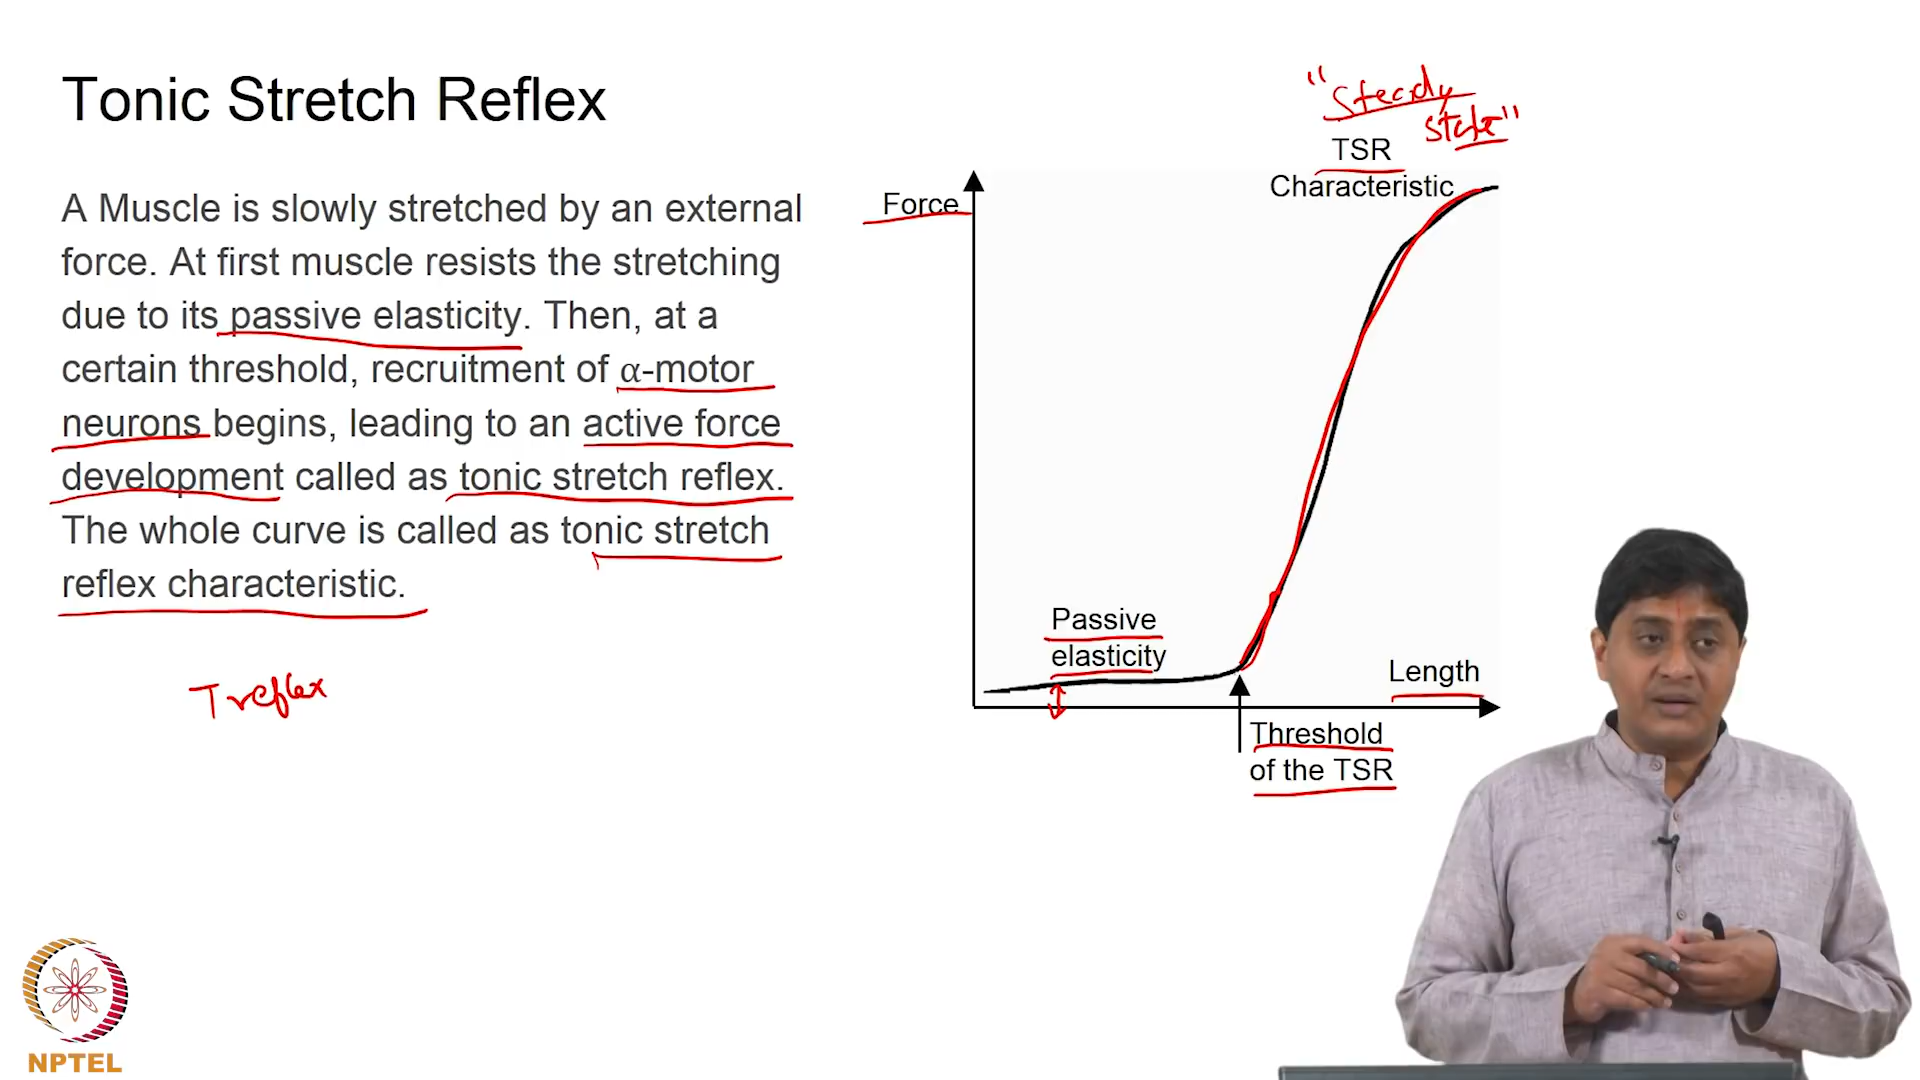 Tonic Stretch Reflex
A Muscle is slowly stretched by an external
force. At first muscle resists the stretching
due to its passive elasticity. Then, at a
certain threshold, recruitment of α-motor
neurons begins, leading to an active force
development called as tonic stretch reflex.
The whole curve is called as tonic stretch
reflex characteristic.
T reflex
"Steady
state"
TSR
Characteristic
Force
Passive
elasticity
Length
Threshold
of the TSR
NPTEL